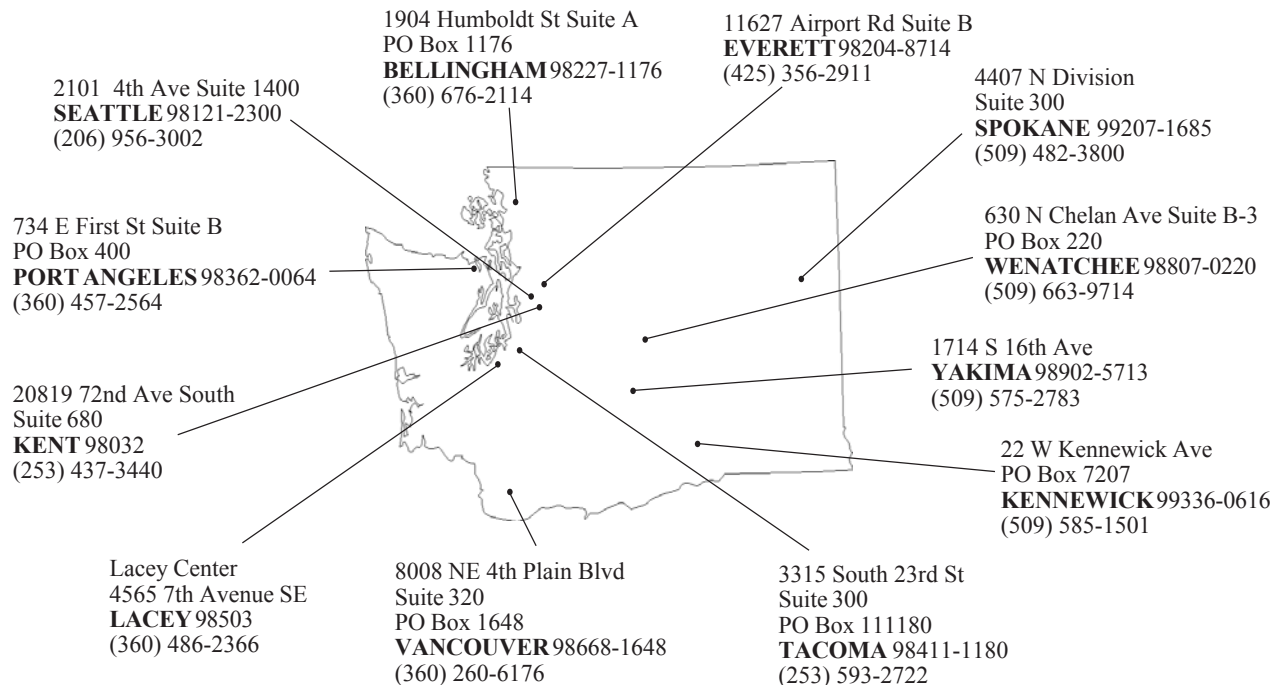 1904 Humboldt St Suite A
PO Box 1176
BELLINGHAM 98227-1176
(360) 676-2114
11627 Airport Rd Suite B
EVERETT 98204-8714
(425) 356-2911
2101 4th Ave Suite 1400
SEATTLE 98121-2300
(206) 956-3002
4407 N Division
Suite 300
SPOKANE 99207-1685
(509) 482-3800
734 E First St Suite B
PO Box 400
PORT ANGELES 98362-0064
(360) 457-2564
630 N Chelan Ave Suite B-3
PO Box 220
WENATCHEE 98807-0220
(509) 663-9714
1714 S 16th Ave
YAKIMA 98902-5713
(509) 575-2783
20819 72nd Ave South
Suite 680
KENT 98032
(253) 437-3440
22 W Kennewick Ave
PO Box 7207
KENNEWICK 99336-0616
(509) 585-1501
Lacey Center
4565 7th Avenue SE
LACEY 98503
(360) 486-2366
8008 NE 4th Plain Blvd
Suite 320
PO Box 1648
VANCOUVER 98668-1648
(360) 260-6176
3315 South 23rd St
Suite 300
PO Box 111180
TACOMA 98411-1180
(253) 593-2722